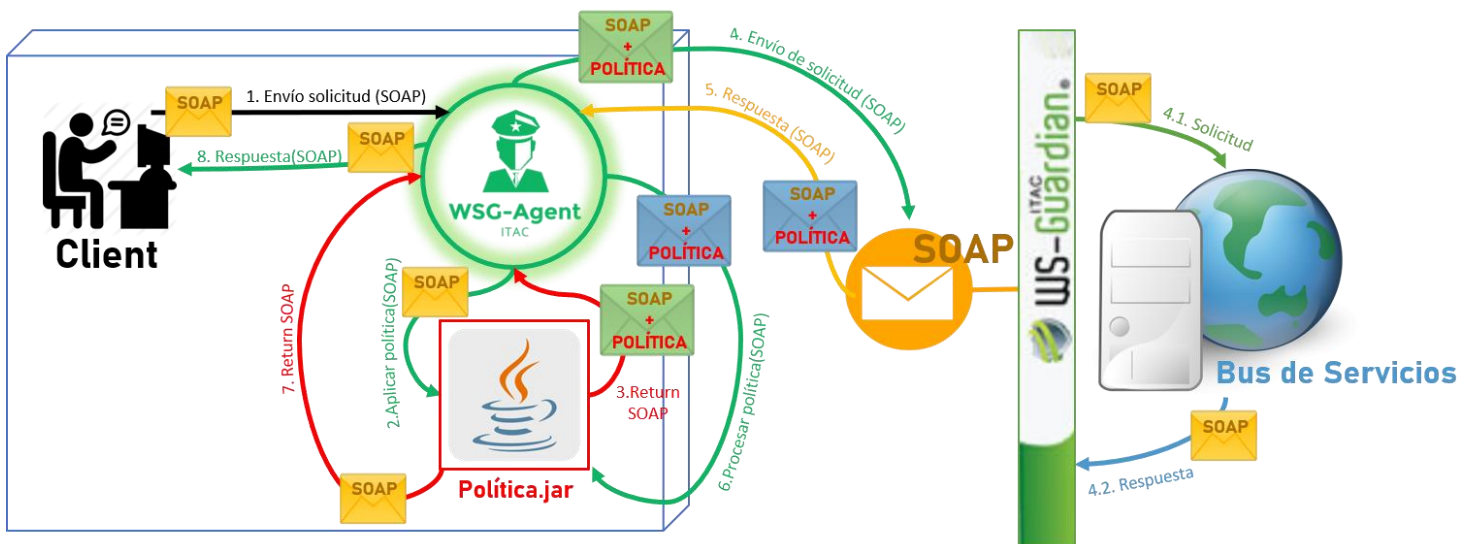 SOAP
1. Envío solicitud (SOAP)
SOAP
8. Respuesta(SOAP)
Client
WSG-Agent
ITAC
SOAP
+
POLÍTICA
4. Envío de solicitud (SOAP)
5. Respuesta (SOAP)
SOAP
+
POLÍTICA
SOAP
+
POLÍTICA
SOAP
2.Aplicar política(SOAP)
SOAP
+
POLÍTICA
3.Return
SOAP
7. Return SOAP
SOAP
Política.jar
6.Procesar política(SOAP)
SOAP
ITAC
WS-Guardian.
SOAP
4.1. Solicitud
Bus de Servicios
SOAP
4.2. Respuesta